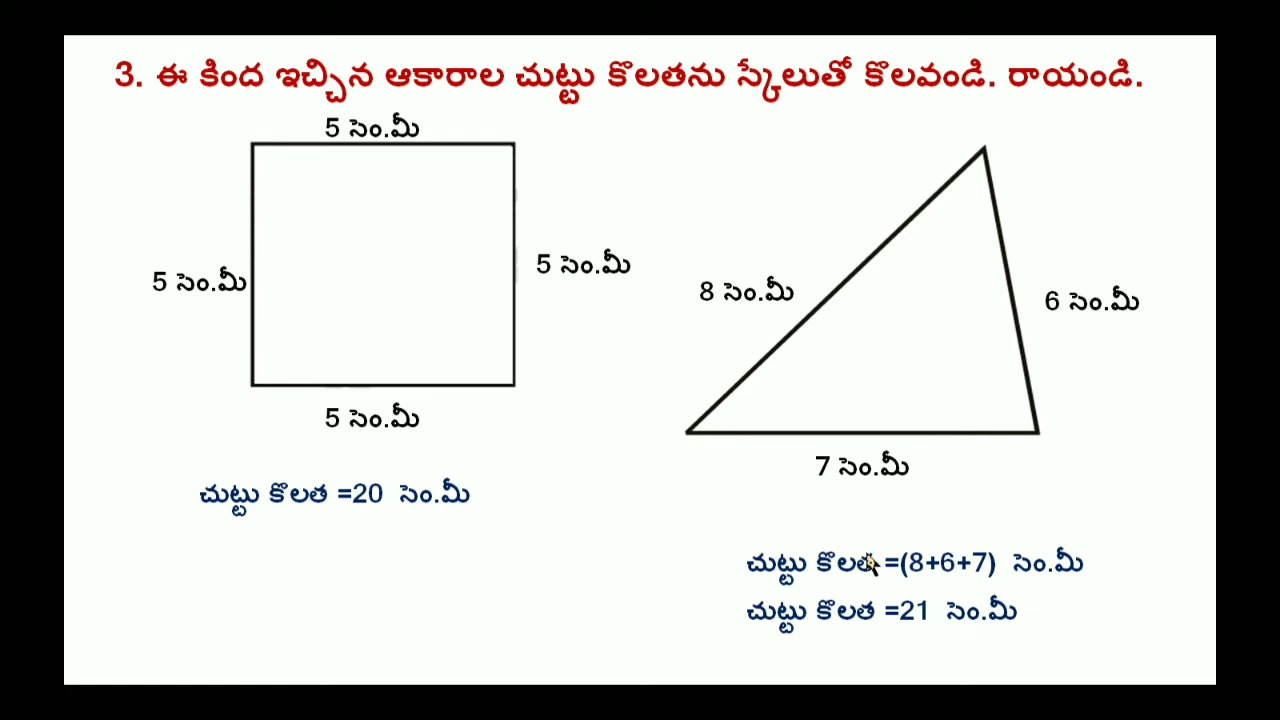 3. ఈ కింద ఇచ్చిన ఆకారాల చుట్టు కొలతను స్కేలుతో కొలవండి. రాయండి.
5 సెం.మీ
5 సెం.మీ
5 సెం.మీ
5 సెం.మీ
చుట్టు కొలత =20 సెం.మీ
8 సెం.మీ
6 సెం.మీ
7 సెం.మీ
చుట్టు కొలత =(8+6+7) సెం.మీ
చుట్టు కొలత =21 సెం.మీ